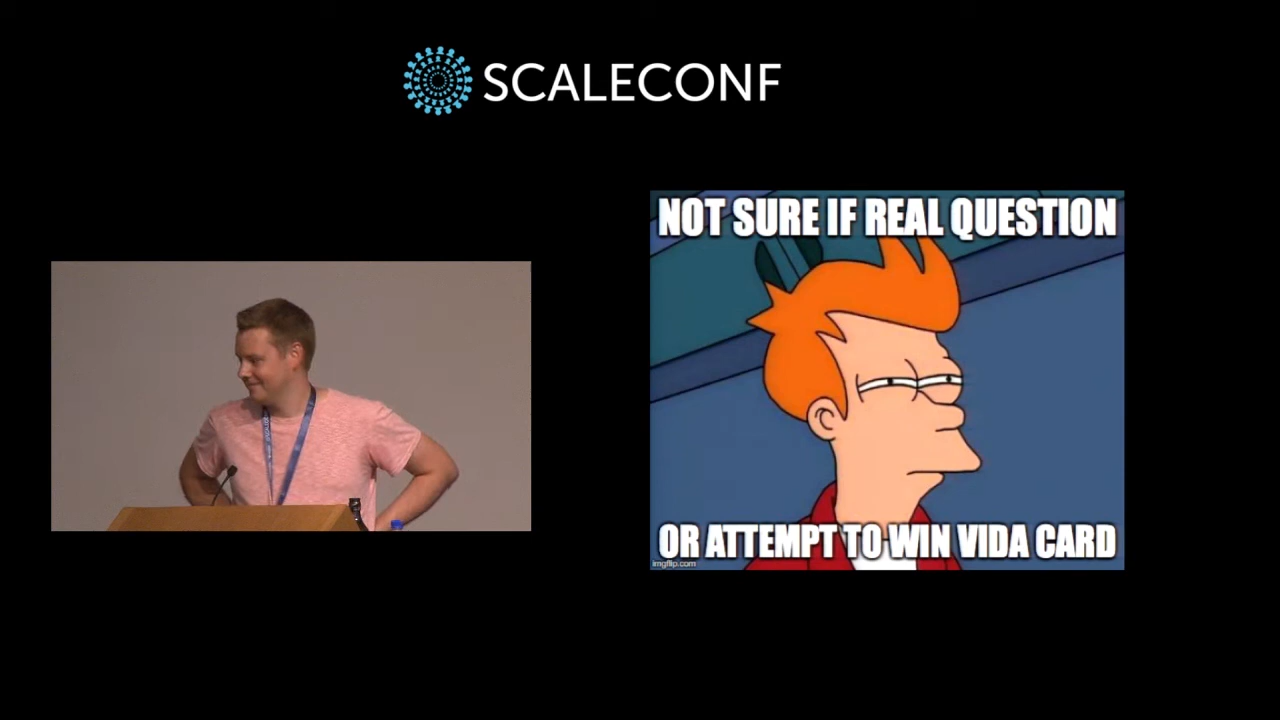 SCALECONF
NOT SURE IF REAL QUESTION
OR ATTEMPT TO WIN VIDA CARD
imgflip.com